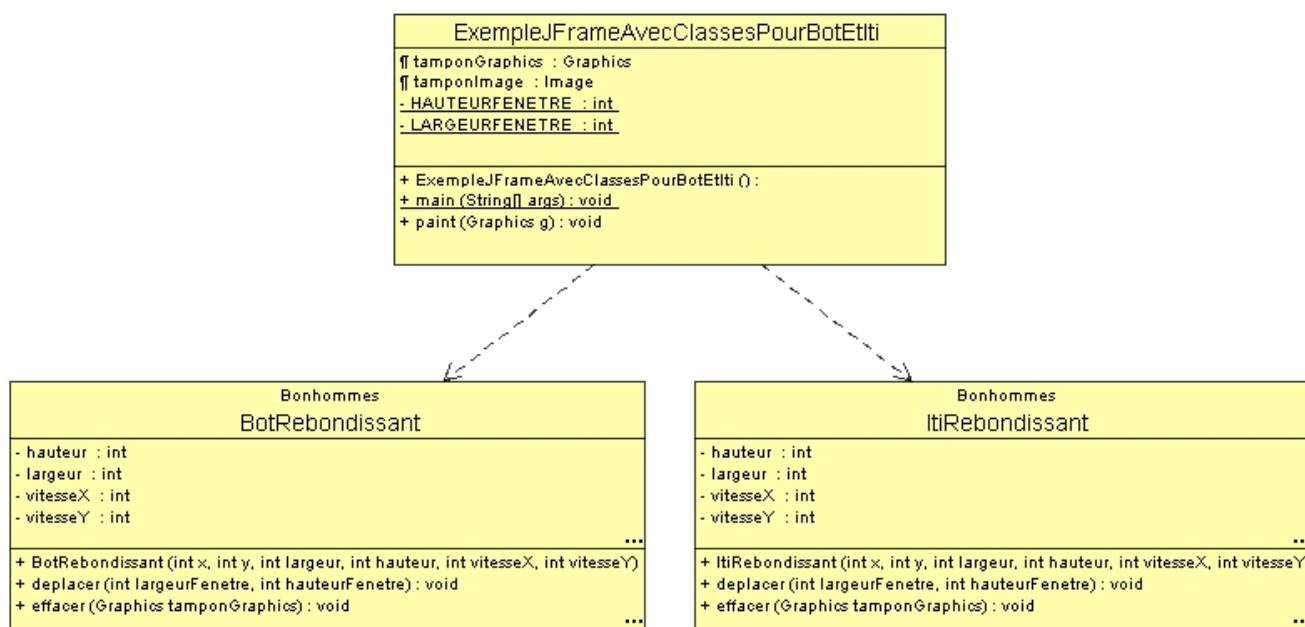 ExempleJFrameAvecClassesPourBotEtIti
¶ tamponGraphics : Graphics
¶ tamponImage : Image
- HAUTEURFENETRE : int
- LARGEURFENETRE : int
+ ExempleJFrameAvecClassesPourBotEtIti () :
+ main (String[] args) : void
+ paint (Graphics g) : void
Bonhommes
BotRebondissant
- hauteur : int
- largeur : int
- vitesseX : int
- vitesseY : int
...
+ BotRebondissant (int x, int y, int largeur, int hauteur, int vitesseX, int vitesseY)
+ deplacer (int largeurFenetre, int hauteurFenetre) : void
+ effacer (Graphics tamponGraphics) : void
...
Bonhommes
ItiRebondissant
- hauteur : int
- largeur : int
- vitesseX : int
- vitesseY : int
...
+ ItiRebondissant (int x, int y, int largeur, int hauteur, int vitesseX, int vitesseY
+ deplacer (int largeurFenetre, int hauteurFenetre) : void
+ effacer (Graphics tamponGraphics) : void
...